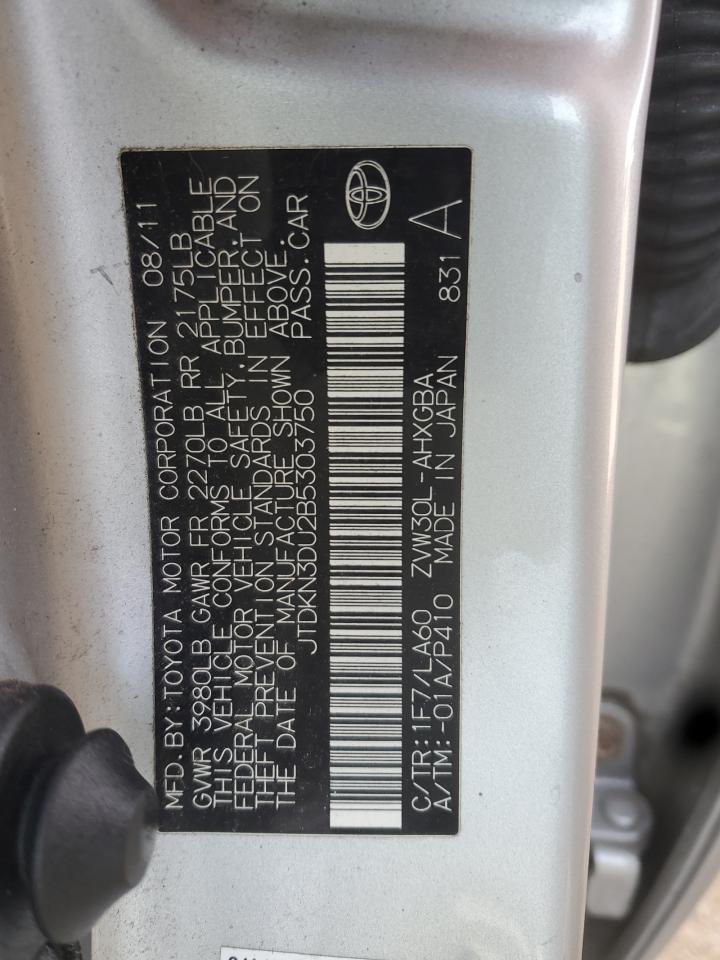 MFD. BY: TOYOTA MOTOR CORPORATION 08/11
GVWR 3980LB GAWR FR 2270LB RR 2175LB
THIS VEHICLE CONFORMS TO ALL APPLICABLE
FEDERAL MOTOR VEHICLE SAFETY, BUMPER, AND
THEFT PREVENTION STANDARDS IN EFFECT ON
THE DATE OF MANUFACTURE SHOWN ABOVE.
JTDKN3DU2B5303750 PASS. CAR
C/TR: 1F7/LA60 ZVW30L-AHXGBA 831 A
A/TM: -01A/P410 MADE IN JAPAN